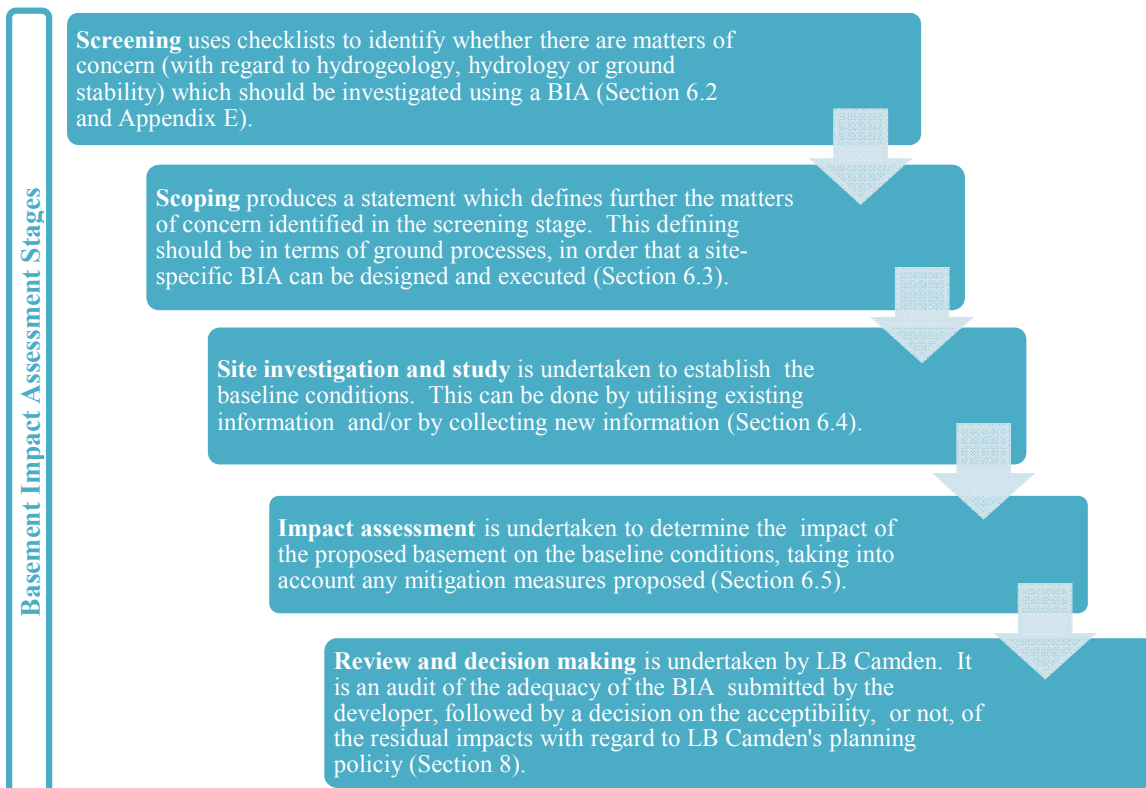 Basement Impact Assessment Stages
Screening uses checklists to identify whether there are matters of
concern (with regard to hydrogeology, hydrology or ground
stability) which should be investigated using a BIA (Section 6.2
and Appendix E).
Scoping produces a statement which defines further the matters
of concern identified in the screening stage.  This defining
should be in terms of ground processes, in order that a site-
specific BIA can be designed and executed (Section 6.3).
Site investigation and study is undertaken to establish  the
baseline conditions.  This can be done by utilising existing
information  and/or by collecting new information (Section 6.4).
Impact assessment is undertaken to determine the  impact of
the proposed basement on the baseline conditions, taking into
account any mitigation measures proposed (Section 6.5).
Review and decision making is undertaken by LB Camden.  It
is an audit of the adequacy of the BIA  submitted by the
developer, followed by a decision on the acceptibility,  or not, of
the residual impacts with regard to LB Camden's planning
policiy (Section 8).